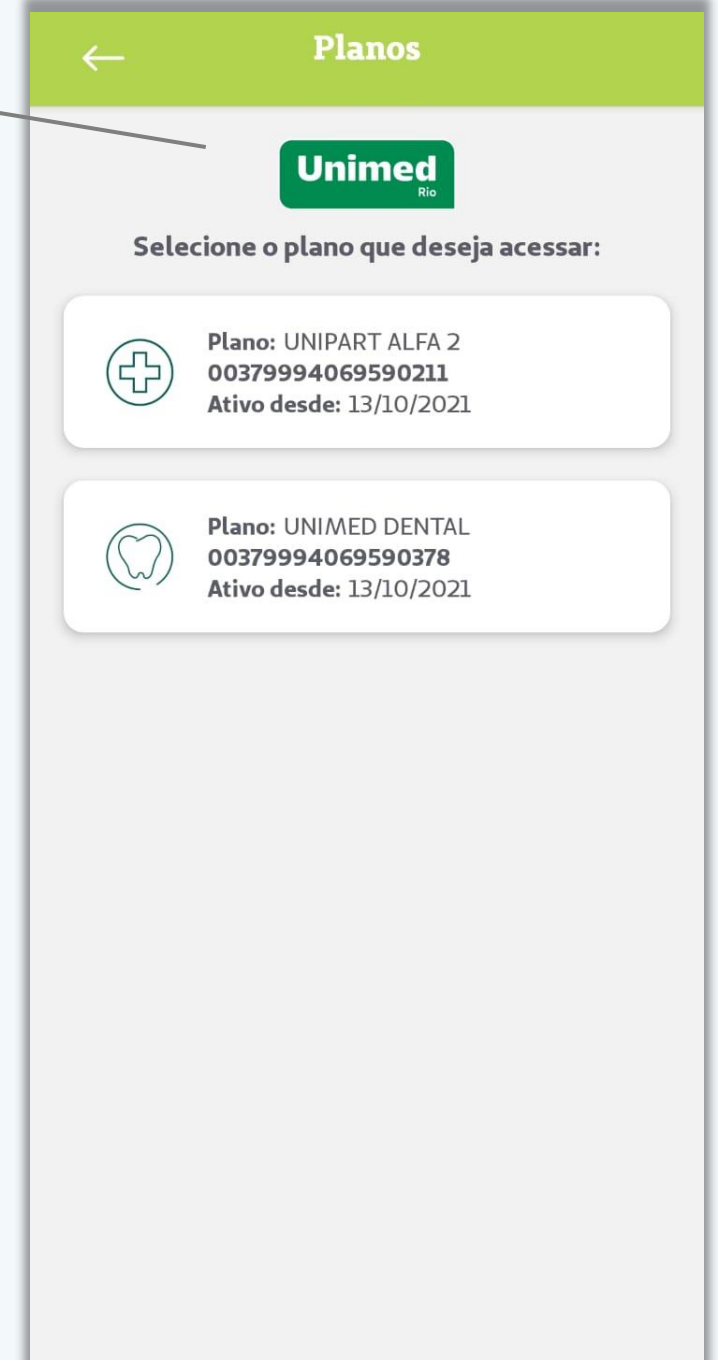 Planos
Unimed
Rio
Selecione o plano que deseja acessar:
Plano: UNIPART ALFA 2
00379994069590211
Ativo desde: 13/10/2021
Plano: UNIMED DENTAL
00379994069590378
Ativo desde: 13/10/2021